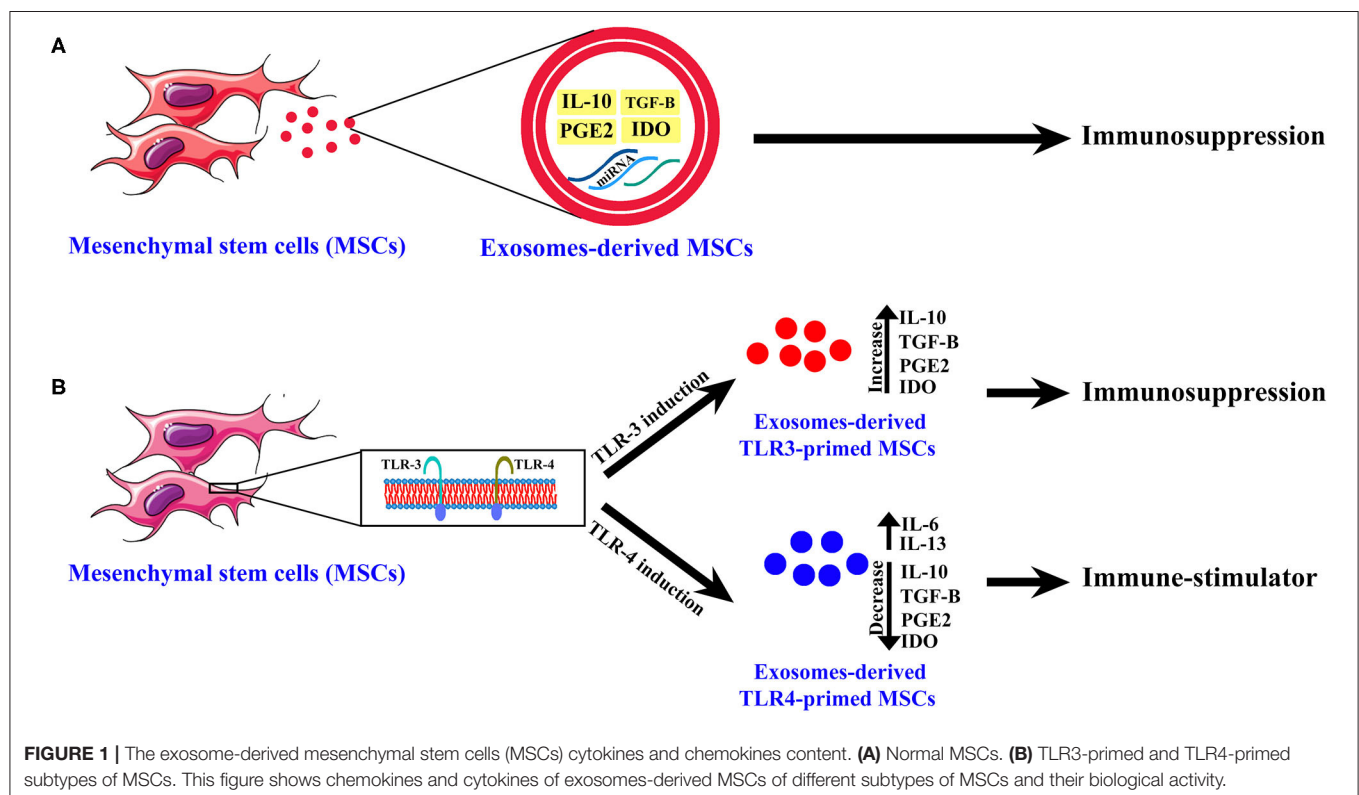 A
IL-10
TGF-B
PGE2
IDO
miRNA
Immunosuppression
Mesenchymal stem cells (MSCs)
Exosomes-derived MSCs
B
TLR-3
TLR-4
Mesenchymal stem cells (MSCs)
TLR-3 induction
Increase
IL-10
TGF-B
PGE2
IDO
Exosomes-derived
TLR3-primed MSCs
Immunosuppression
TLR-4 induction
IL-6
IL-13
Decrease
IL-10
TGF-B
PGE2
IDO
Exosomes-derived
TLR4-primed MSCs
Immune-stimulator
FIGURE 1 | The exosome-derived mesenchymal stem cells (MSCs) cytokines and chemokines content. (A) Normal MSCs. (B) TLR3-primed and TLR4-primed
subtypes of MSCs. This figure shows chemokines and cytokines of exosomes-derived MSCs of different subtypes of MSCs and their biological activity.